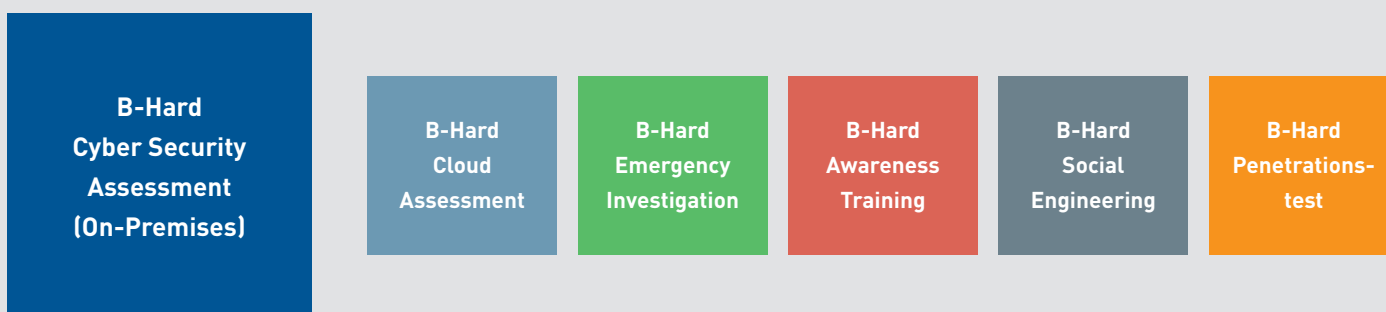 B-Hard
Cyber Security
Assessment
(On-Premises)
B-Hard
Cloud
Assessment
B-Hard
Emergency
Investigation
B-Hard
Awareness
Training
B-Hard
Social
Engineering
B-Hard
Penetrations-
test